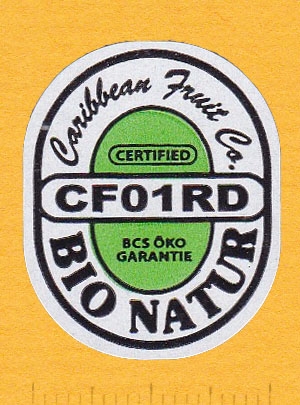 Caribbean Fruit Co.
CERTIFIED
CF01RD
BCS ÖKO
GARANTIE
BIO NATUR